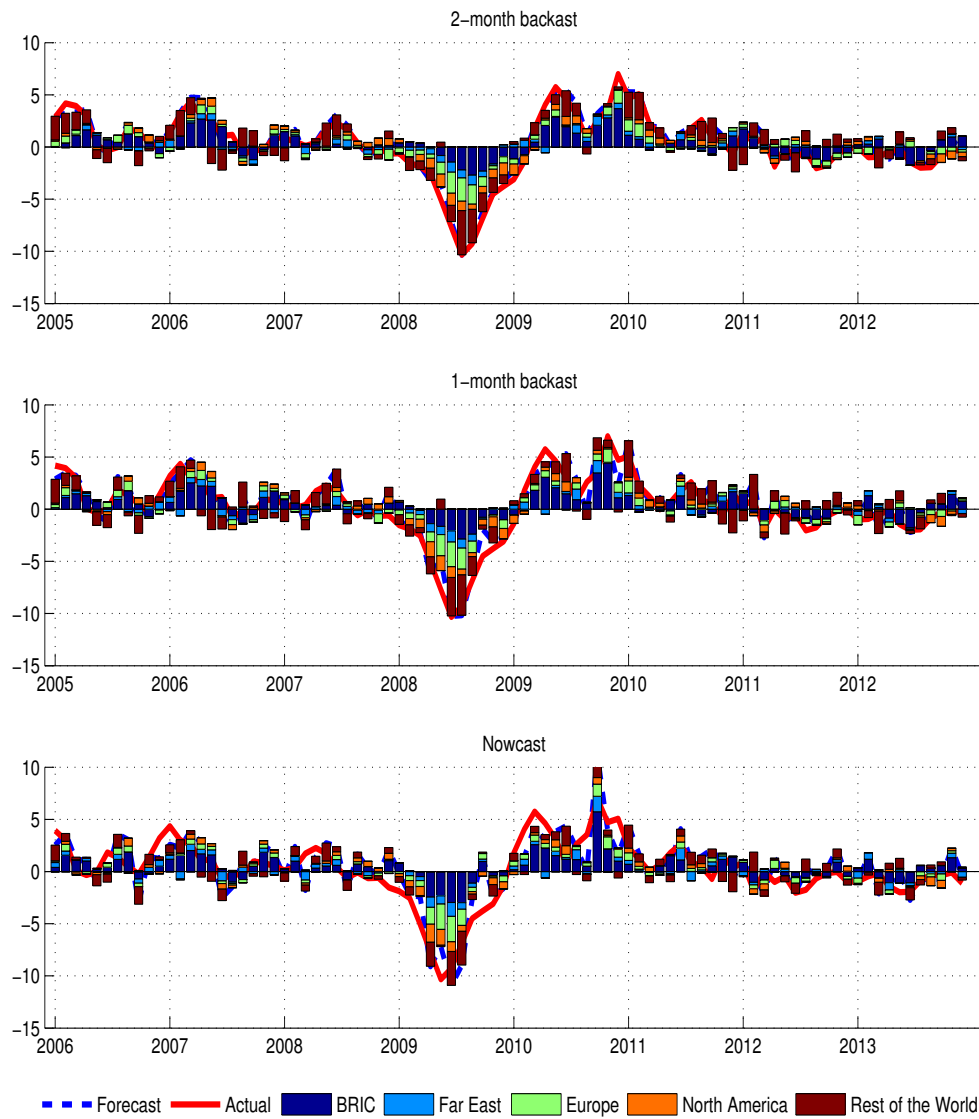 2−month backast
10
5
0
−5
−10
−15
2005 2006 2007 2008 2009 2010 2011 2012
1−month backast
10
5
0
−5
−10
−15
2005 2006 2007 2008 2009 2010 2011 2012
Nowcast
10
5
0
−5
−10
−15
2006 2007 2008 2009 2010 2011 2012 2013
Forecast Actual BRIC Far East Europe North America Rest of the World